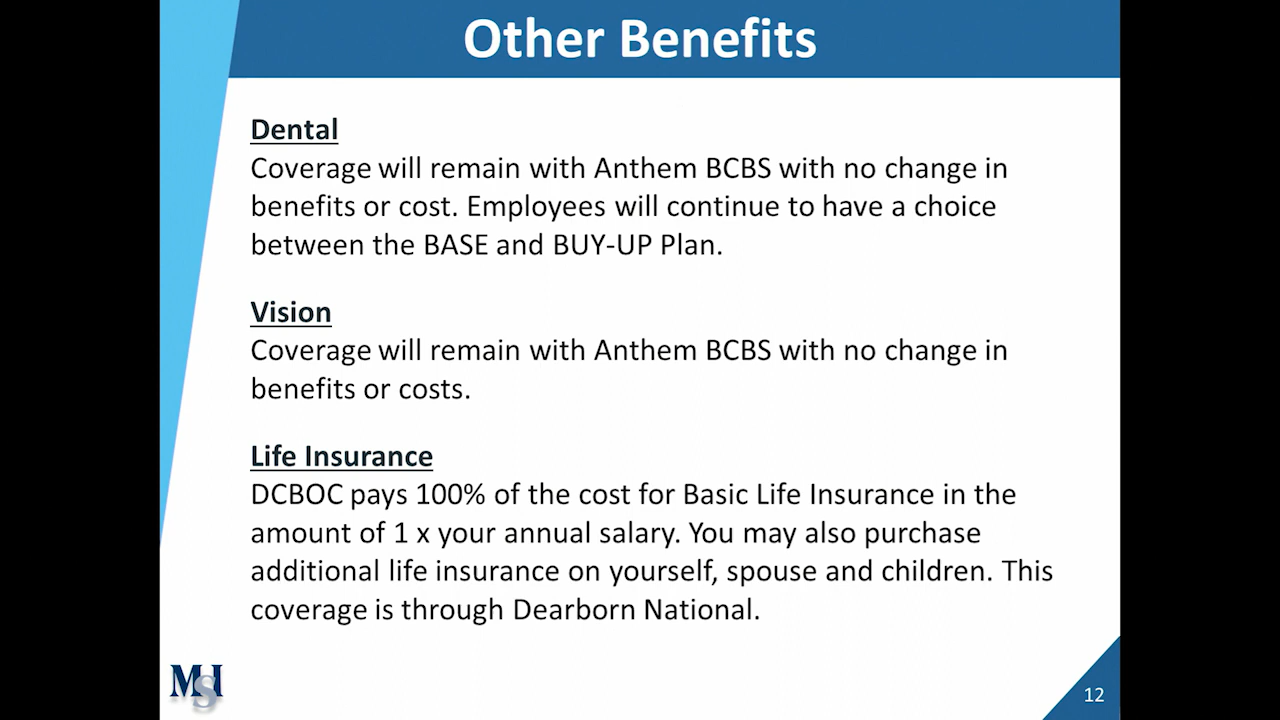 Other Benefits
Dental
Coverage will remain with Anthem BCBS with no change in
benefits or cost. Employees will continue to have a choice
between the BASE and BUY-UP Plan.
Vision
Coverage will remain with Anthem BCBS with no change in
benefits or costs.
Life Insurance
DCBOC pays 100% of the cost for Basic Life Insurance in the
amount of 1 x your annual salary. You may also purchase
additional life insurance on yourself, spouse and children. This
coverage is through Dearborn National.
MSI
12